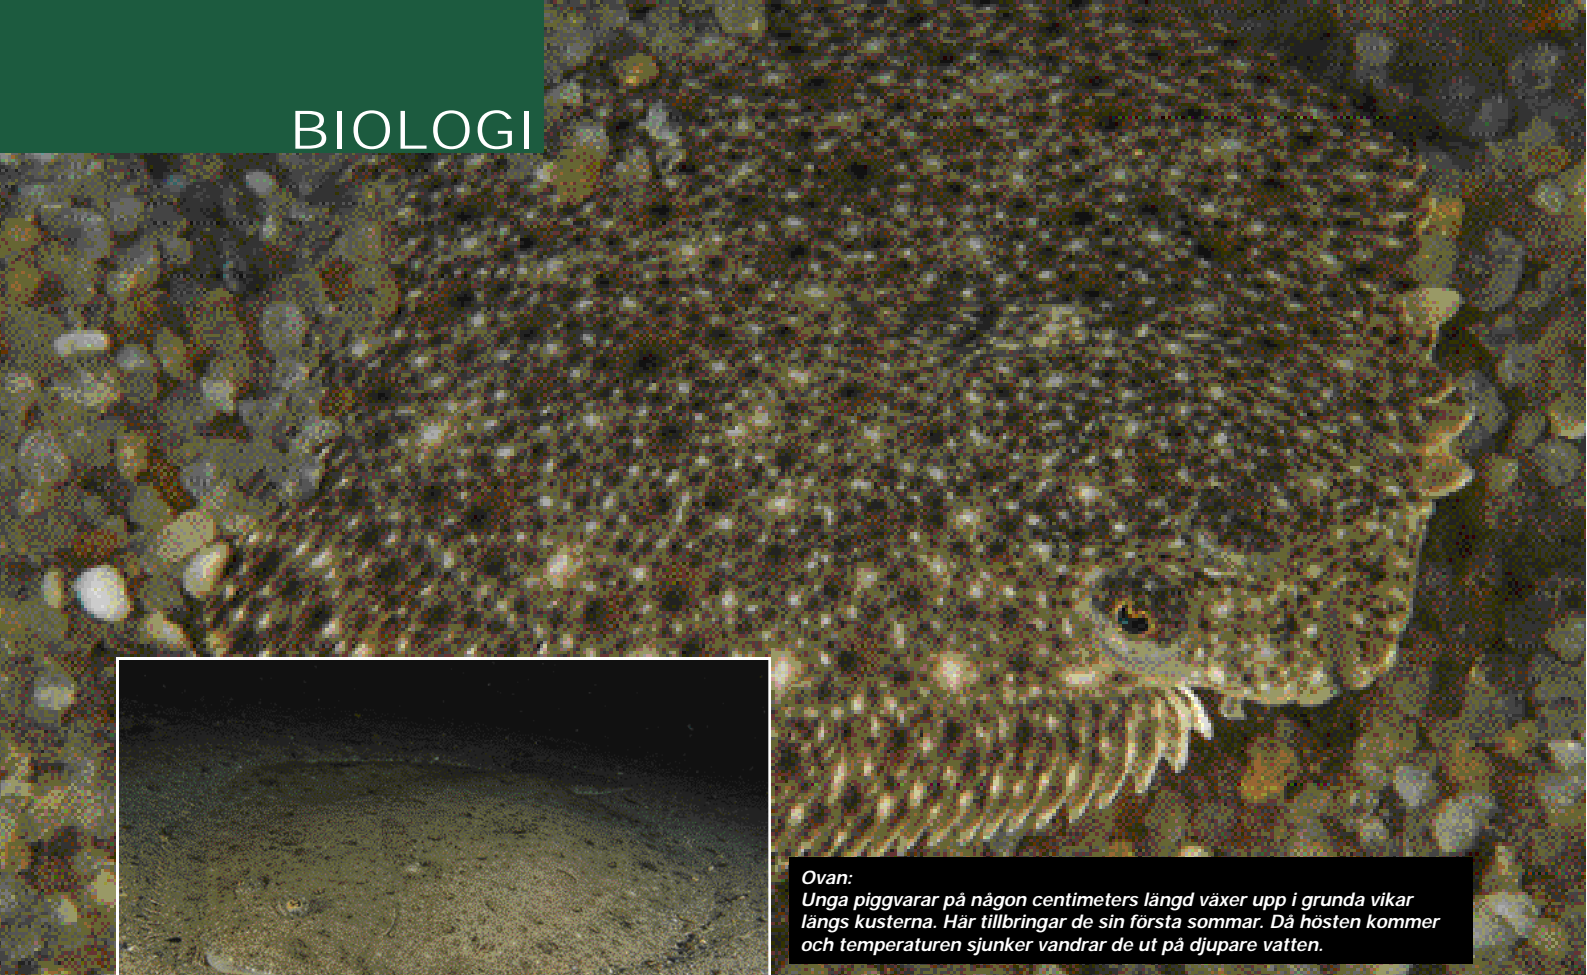 BIOLOGI
Ovan:
Unga piggvarar på någon centimeters längd växer upp i grunda vikar
längs kusterna. Här tillbringar de sin första sommar. Då hösten kommer
och temperaturen sjunker vandrar de ut på djupare vatten.